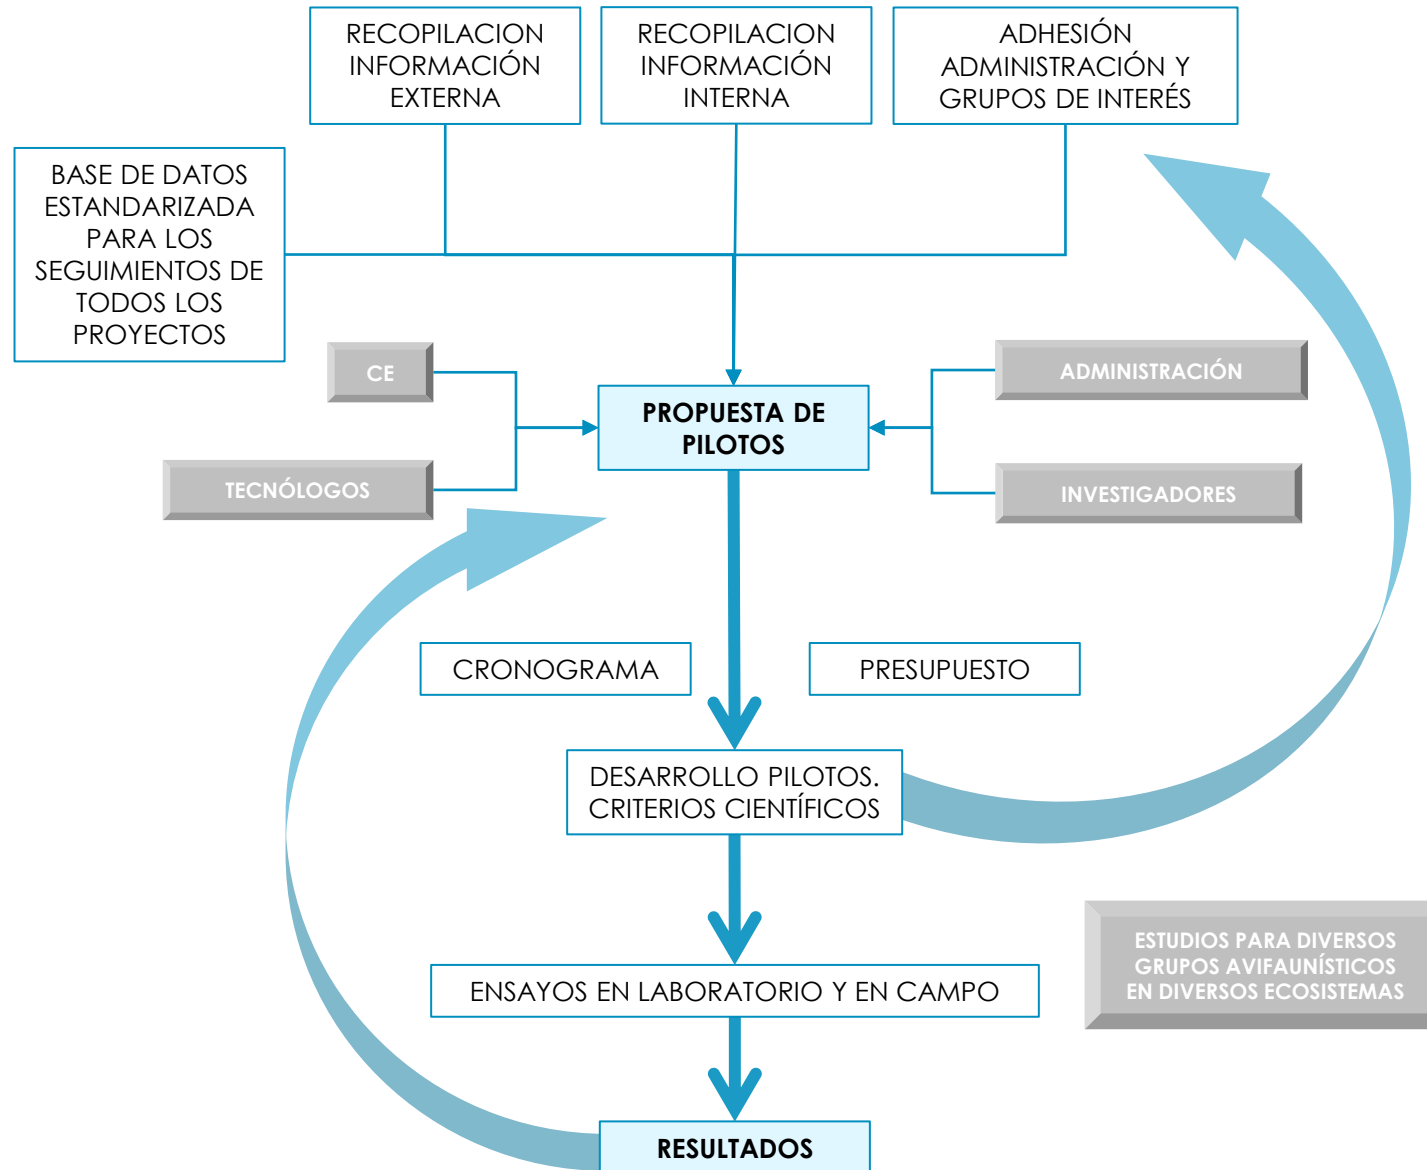 RECOPILACION
INFORMACIÓN
EXTERNA
RECOPILACION
INFORMACIÓN
INTERNA
ADHESIÓN
ADMINISTRACIÓN Y
GRUPOS DE INTERÉS
BASE DE DATOS
ESTANDARIZADA
PARA LOS
SEGUIMIENTOS DE
TODOS LOS
PROYECTOS
CE
TECNÓLOGOS
PROPUESTA DE
PILOTOS
ADMINISTRACIÓN
INVESTIGADORES
CRONOGRAMA
PRESUPUESTO
DESARROLLO PILOTOS.
CRITERIOS CIENTÍFICOS
ENSAYOS EN LABORATORIO Y EN CAMPO
ESTUDIOS PARA DIVERSOS
GRUPOS AVIFAUNÍSTICOS
EN DIVERSOS ECOSISTEMAS
RESULTADOS